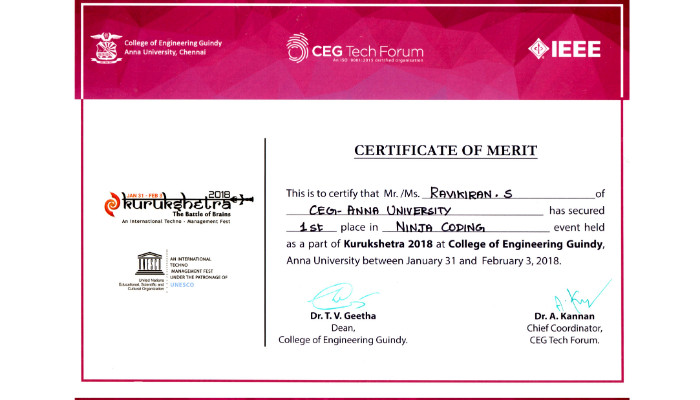 College of Engineering Guindy
Anna University, Chennai
CEG Tech Forum
An ISO 9001:2015 certified organisation
IEEE
CERTIFICATE OF MERIT
JAN 31 - FEB 3
2018
kurukshetra
The Battle of Brains
An International Techno - Management Fest
United Nations
Educational, Scientific and
Cultural Organization
AN INTERNATIONAL
TECHNO
MANAGEMENT FEST
UNDER THE PATRONAGE OF
UNESCO
This is to certify that Mr. /Ms. RAVIKIRAN . S of
CEG- ANNA UNIVERSITY has secured
1st place in NINJA CODING event held
as a part of Kurukshetra 2018 at College of Engineering Guindy,
Anna University between January 31 and February 3, 2018.
Dr. T. V. Geetha
Dean,
College of Engineering Guindy.
Dr. A. Kannan
Chief Coordinator,
CEG Tech Forum.